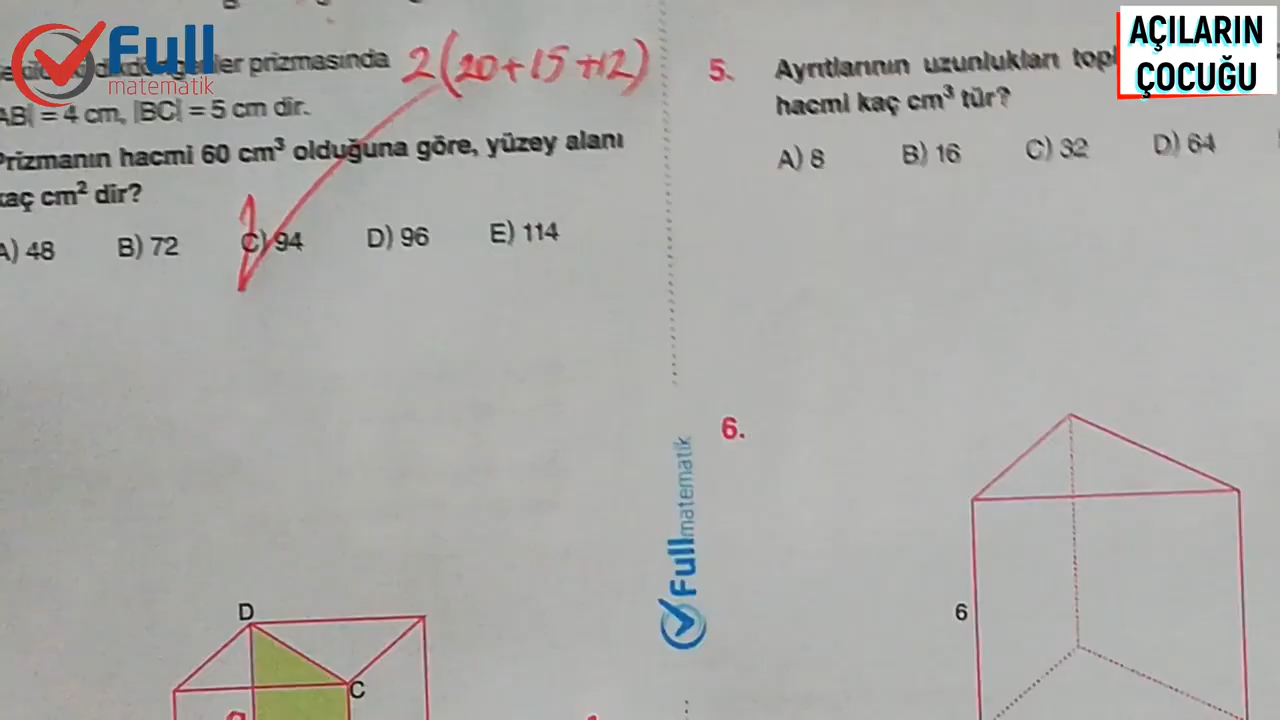 Full
matematik
prizmasında
2(20+15+12)
|AB| = 4 cm, |BC| = 5 cm dir.
Prizmanın hacmi 60 cm³ olduğuna göre, yüzey alanı
kaç cm² dir?
A) 48 B) 72 C) 94 D) 96 E) 114
D
C
AÇILARIN
ÇOCUĞU
5. Ayrıtlarının uzunlukları
hacmi kaç cm³ tür?
A) 8 B) 16 C) 32 D) 64
Full matematik
6.
6